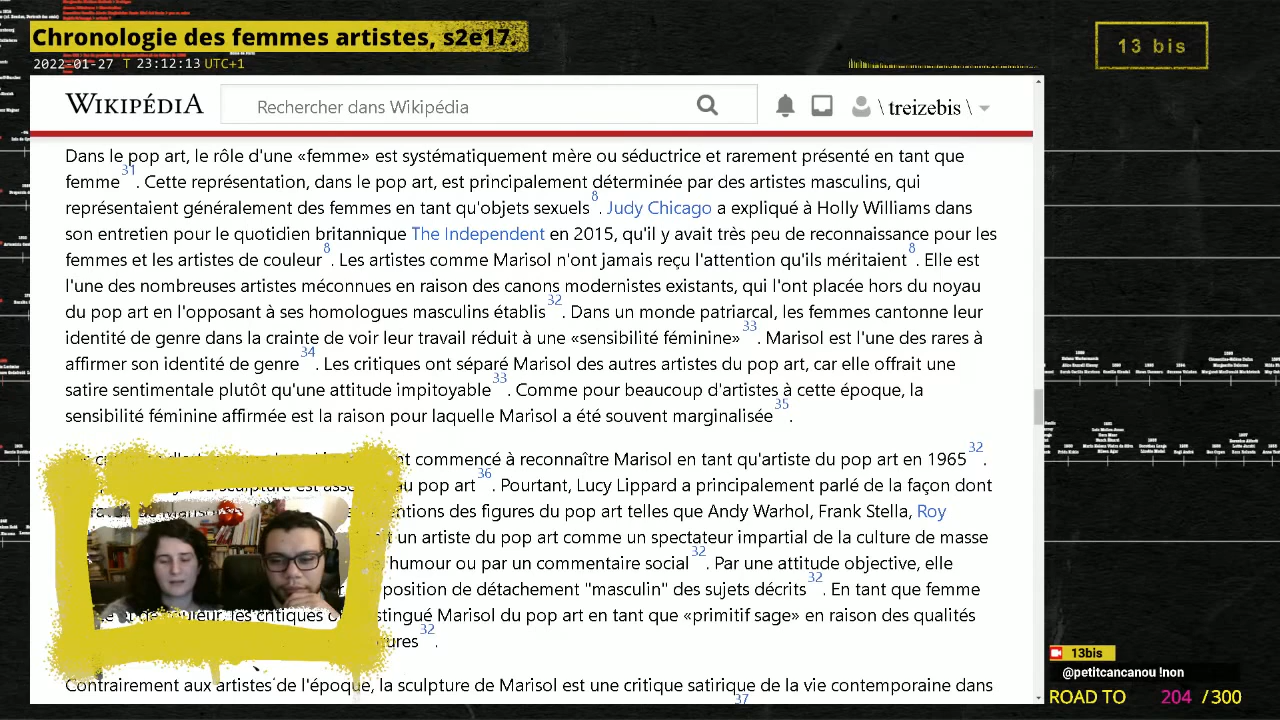 Chronologie des femmes artistes, s2e17.
2022-01-27 T 23:12:13 UTC+1
13 bis
WIKIPÉDIA
Rechercher dans Wikipédia
\ treizebis \
Dans le pop art, le rôle d'une «femme» est systématiquement mère ou séductrice et rarement présenté en tant que
femme 31. Cette représentation, dans le pop art, est principalement déterminée par des artistes masculins, qui
représentaient généralement des femmes en tant qu'objets sexuels 8. Judy Chicago a expliqué à Holly Williams dans
son entretien pour le quotidien britannique The Independent en 2015, qu'il y avait très peu de reconnaissance pour les
femmes et les artistes de couleur 8. Les artistes comme Marisol n'ont jamais reçu l'attention qu'ils méritaient 8. Elle est
l'une des nombreuses artistes méconnues en raison des canons modernistes existants, qui l'ont placée hors du noyau
du pop art en l'opposant à ses homologues masculins établis 32. Dans un monde patriarcal, les femmes cantonne leur
identité de genre dans la crainte de voir leur travail réduit à une «sensibilité féminine» 33. Marisol est l'une des rares à
affirmer son identité de genre 34. Les critiques ont séparé Marisol des autres artistes du pop art, car elle offrait une
satire sentimentale plutôt qu'une attitude impitoyable 33. Comme pour beaucoup d'artistes à cette époque, la
sensibilité féminine affirmée est la raison pour laquelle Marisol a été souvent marginalisée 35.
commencé à reconnaître Marisol en tant qu'artiste du pop art en 1965 32.
sculpture est au pop art 36. Pourtant, Lucy Lippard a principalement parlé de la façon dont
des figures du pop art telles que Andy Warhol, Frank Stella, Roy
un artiste du pop art comme un spectateur impartial de la culture de masse
humour ou par un commentaire social 32. Par une attitude objective, elle
position de détachement "masculin" des sujets décrits 32. En tant que femme
les critiques Marisol du pop art en tant que «primitif sage» en raison des qualités
32.
Contrairement aux artistes de l'époque, la sculpture de Marisol est une critique satirique de la vie contemporaine dans
37
13bis
@petitcancanou !non
ROAD TO 204 / 300